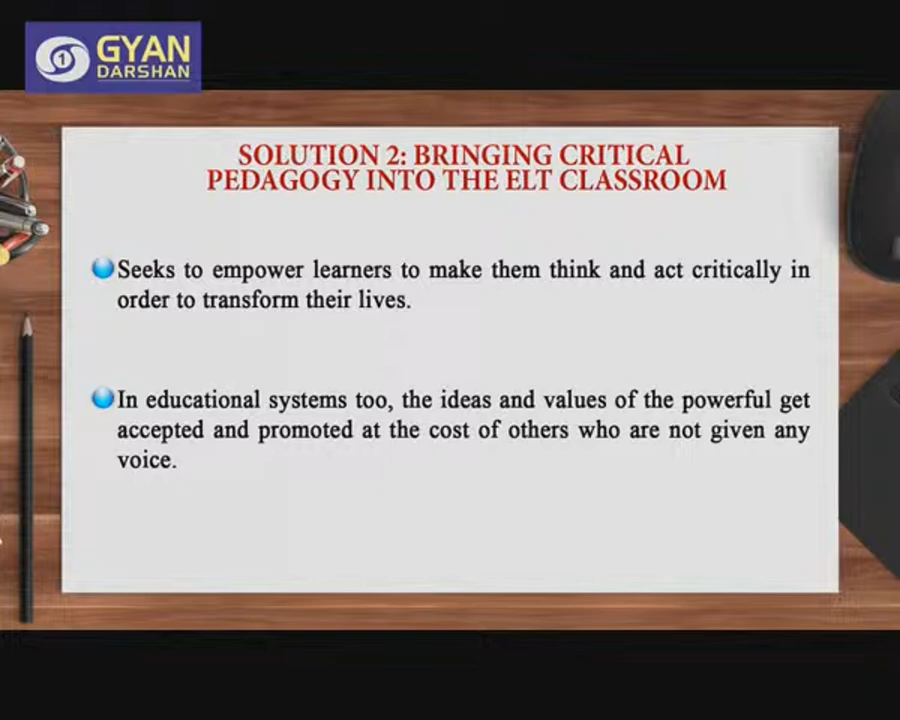 1
GYAN
DARSHAN
SOLUTION 2: BRINGING CRITICAL
PEDAGOGY INTO THE ELT CLASSROOM
Seeks to empower learners to make them think and act critically in
order to transform their lives.
In educational systems too, the ideas and values of the powerful get
accepted and promoted at the cost of others who are not given any
voice.